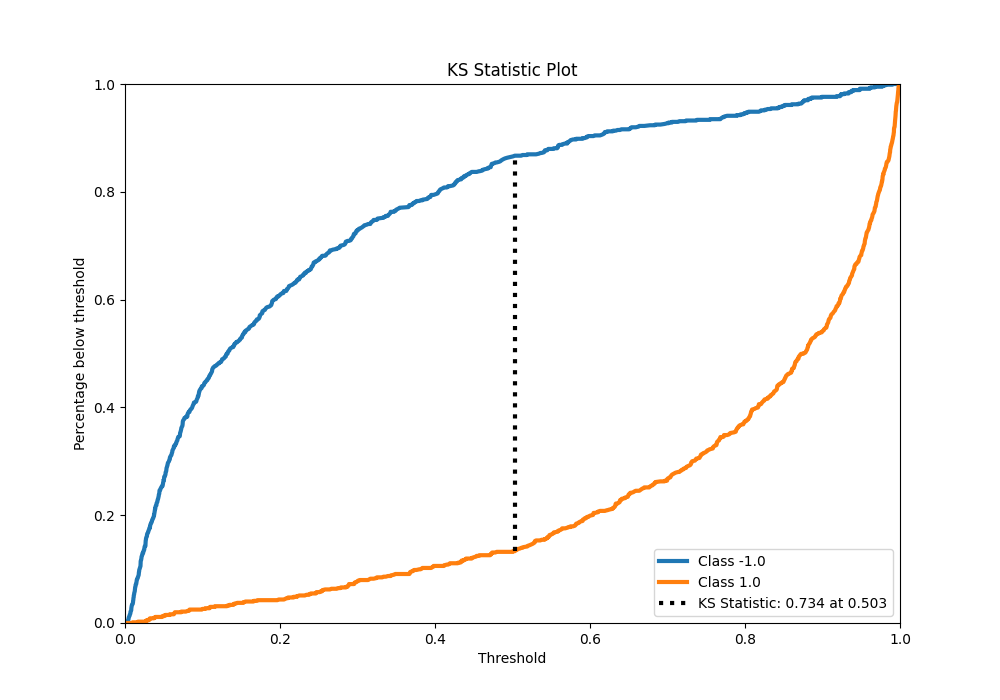 KS Statistic Plot
1.0
0.8
0.6
0.4
0.2
0.0
Percentage below threshold
0.0 0.2 0.4 0.6 0.8 1.0
Threshold
Class -1.0
Class 1.0
KS Statistic: 0.734 at 0.503